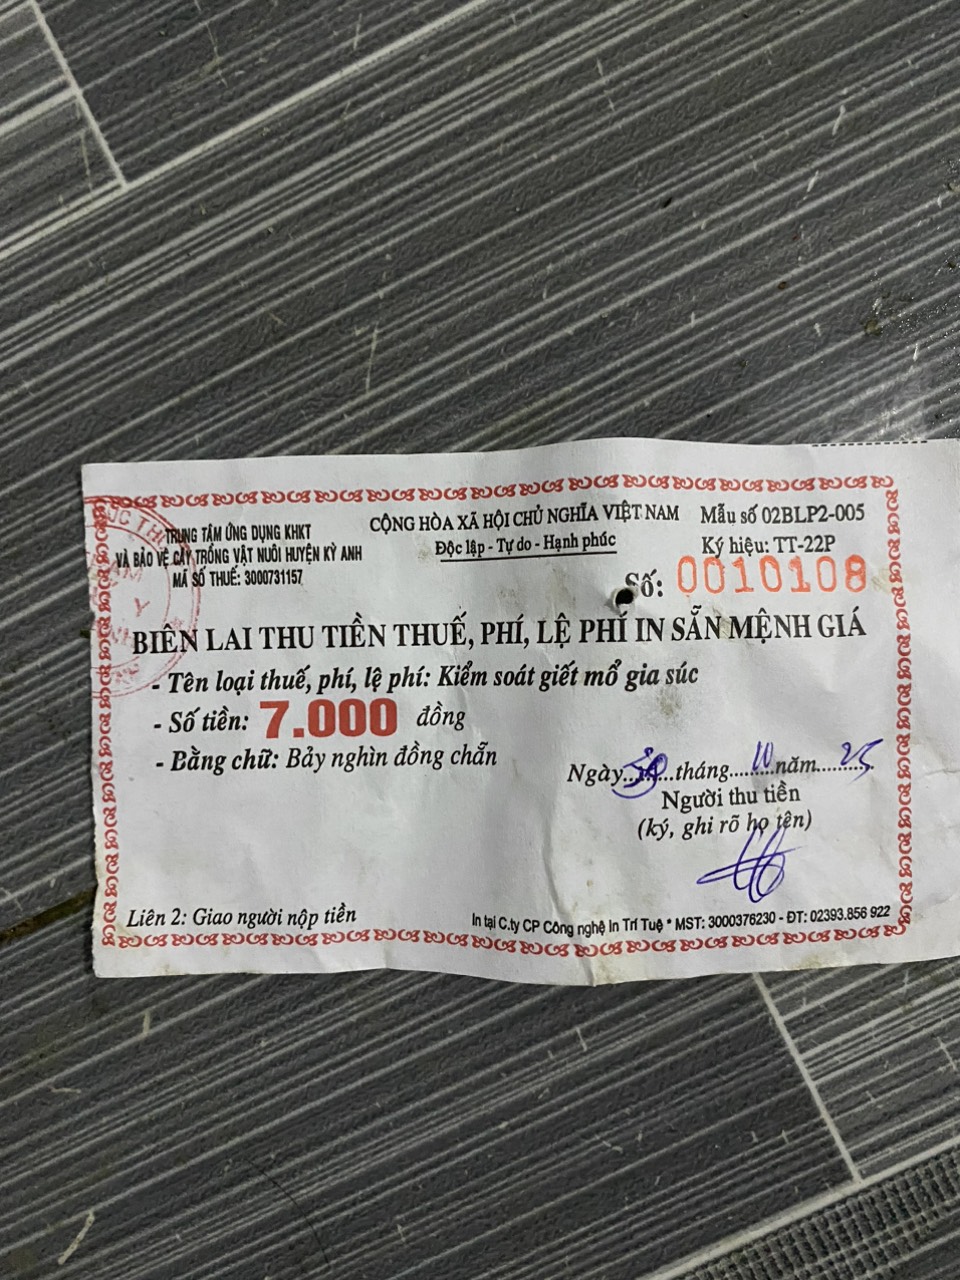 TRUNG TÂM ỨNG DỤNG KHKT
VÀ BẢO VỆ CÂY TRỒNG VẬT NUÔI HUYỆN KỲ ANH
MÃ SỐ THUẾ: 3000731157
CỘNG HÒA XÃ HỘI CHỦ NGHĨA VIỆT NAM
Độc lập - Tự do - Hạnh phúc
Mẫu số 02BLP2-005
Ký hiệu: TT-22P
Số: 0010108
BIÊN LAI THU TIỀN THUẾ, PHÍ, LỆ PHÍ IN SẴN MỆNH GIÁ
- Tên loại thuế, phí, lệ phí: Kiểm soát giết mổ gia súc
- Số tiền: 7.000 đồng
- Bằng chữ: Bảy nghìn đồng chẵn
Ngày.........tháng 10 năm 25
Người thu tiền
(ký, ghi rõ họ tên)
Liên 2: Giao người nộp tiền
In tại C.ty CP Công nghệ In Trí Tuệ * MST: 3000376230 - ĐT: 02393.856 922